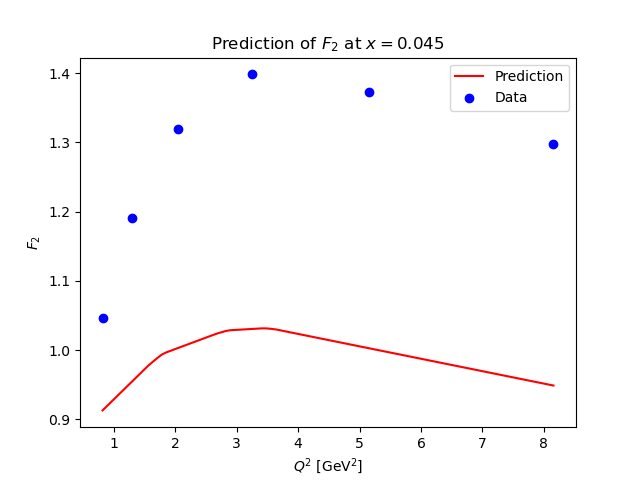 Prediction of F₂ at x = 0.045
Prediction
Data
1.4
1.3
1.2
1.1
1.0
0.9
F₂
1 2 3 4 5 6 7 8
Q² [GeV²]